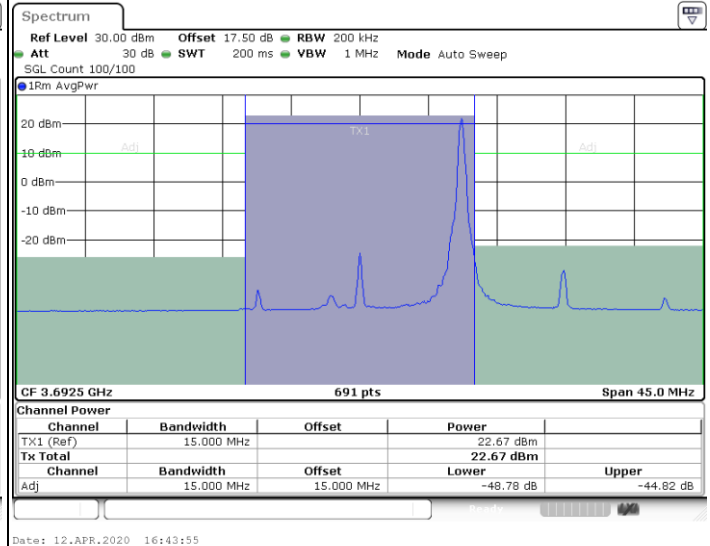 Spectrum
Ref Level 30.00 dBm Offset 17.50 dB RBW 200 kHz
Att 30 dB SWT 200 ms VBW 1 MHz Mode Auto Sweep
SGL Count 100/100
1Rm AvgPwr
20 dBm
TX1
Adj
Adj
10 dBm
0 dBm
-10 dBm
-20 dBm
CF 3.6925 GHz 691 pts Span 45.0 MHz
Channel Power
Channel Bandwidth Offset Power
TX1 (Ref) 15.000 MHz 22.67 dBm
Tx Total 22.67 dBm
Channel Bandwidth Offset Lower Upper
Adj 15.000 MHz 15.000 MHz -48.78 dB -44.82 dB
Ready
Date: 12.APR.2020 16:43:55